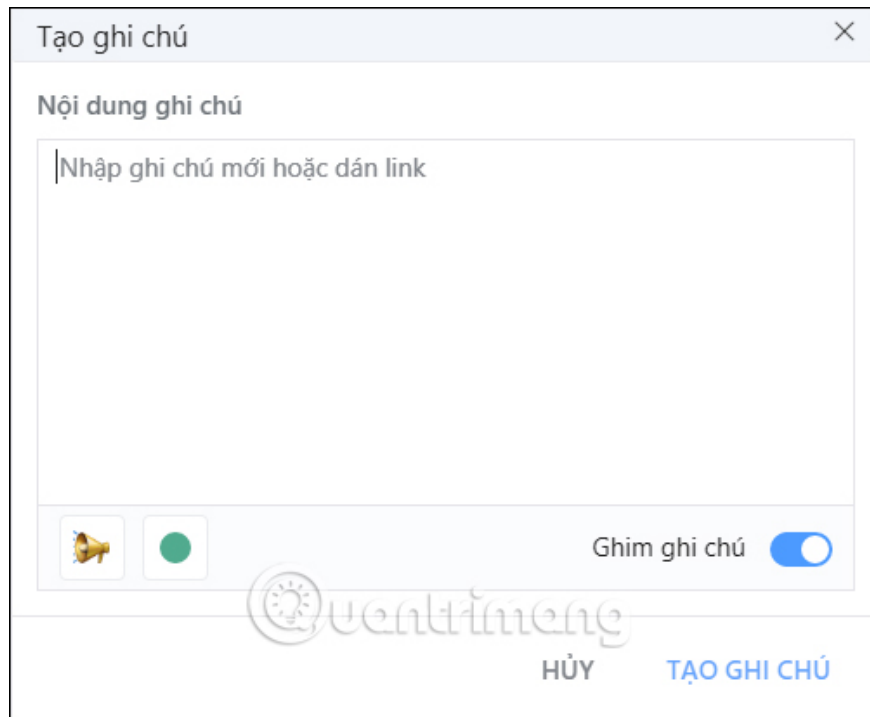 Tạo ghi chú
Nội dung ghi chú
Nhập ghi chú mới hoặc dán link
Ghim ghi chú
Quantrimang
HỦY TẠO GHI CHÚ